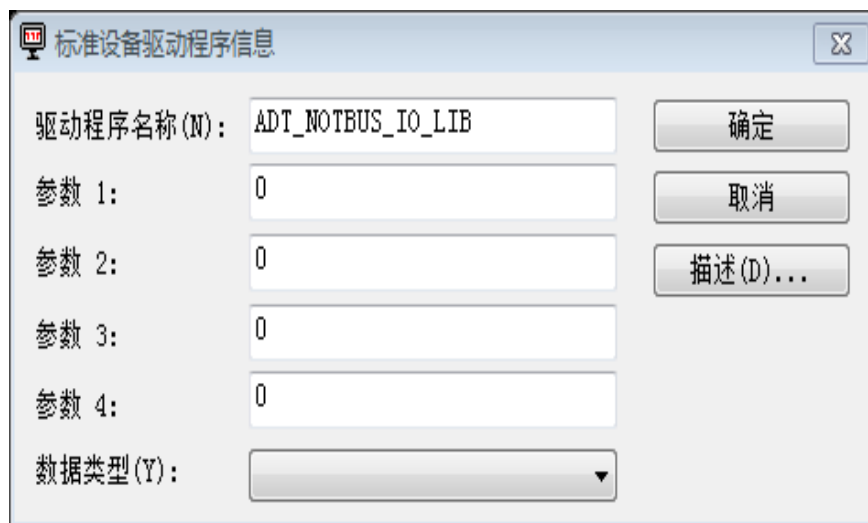 标准设备驱动程序信息
驱动程序名称(N): ADT_NOTBUS_IO_LIB
确定
参数 1: 0
取消
参数 2: 0
描述(D)...
参数 3: 0
参数 4: 0
数据类型(Y):